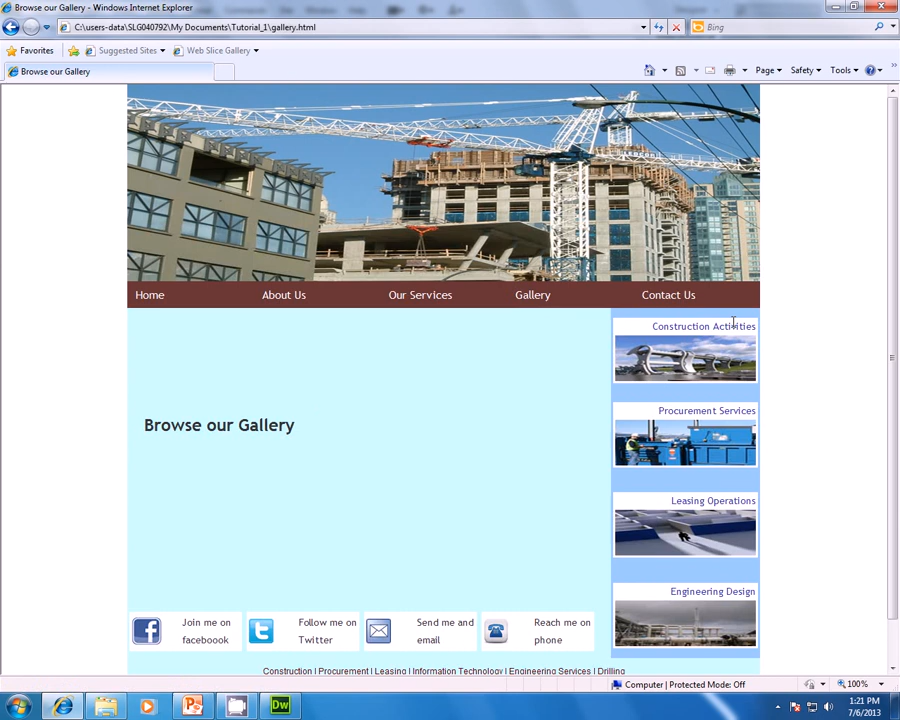 Browse our Gallery - Windows Internet Explorer
C:\users-data\SLG040792\My Documents\Tutorial_1\gallery.html
Bing
Favorites Suggested Sites Web Slice Gallery
Browse our Gallery
Page Safety Tools
Home About Us Our Services Gallery Contact Us
Construction Activities
Browse our Gallery
Procurement Services
Leasing Operations
Engineering Design
Join me on
faceboook
Follow me on
Twitter
Send me and
email
Reach me on
phone
Construction | Procurement | Leasing | Information Technology | Engineering Services | Drilling
Computer | Protected Mode: Off
100%
Dw
1:21 PM
7/6/2013